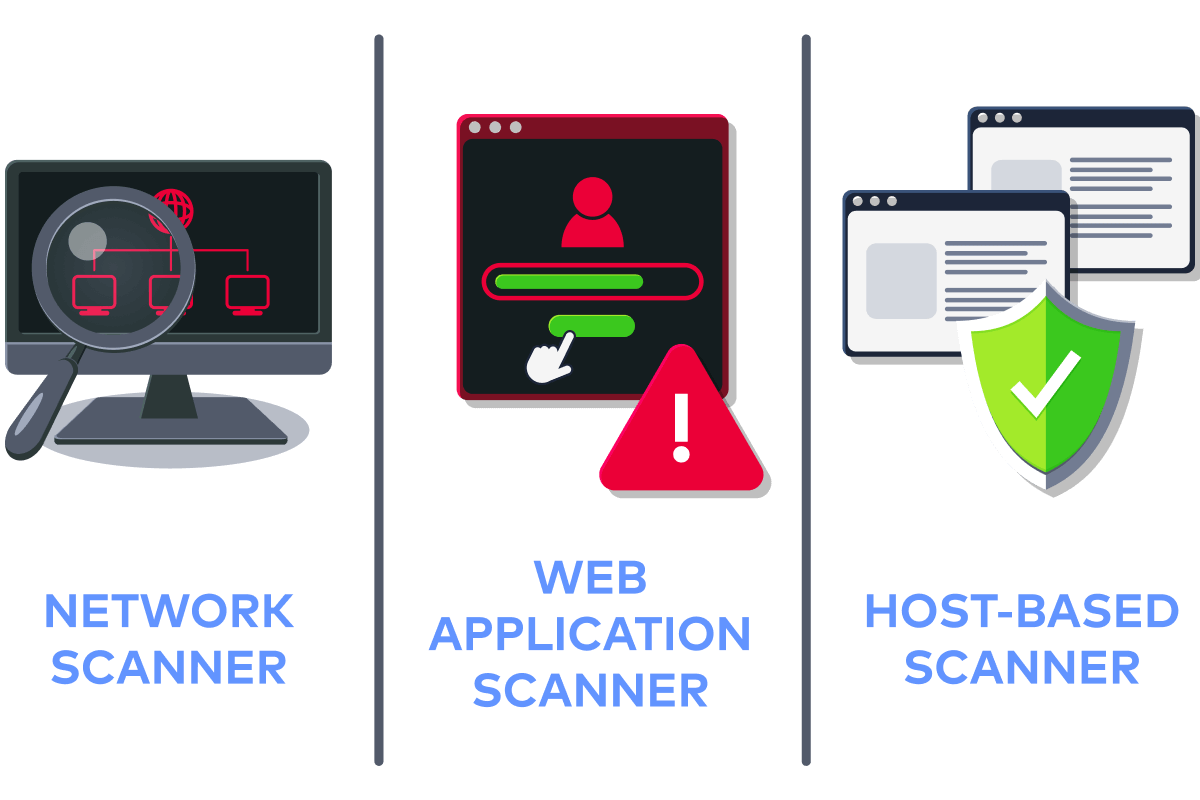 NETWORK
SCANNER
WEB
APPLICATION
SCANNER
HOST-BASED
SCANNER